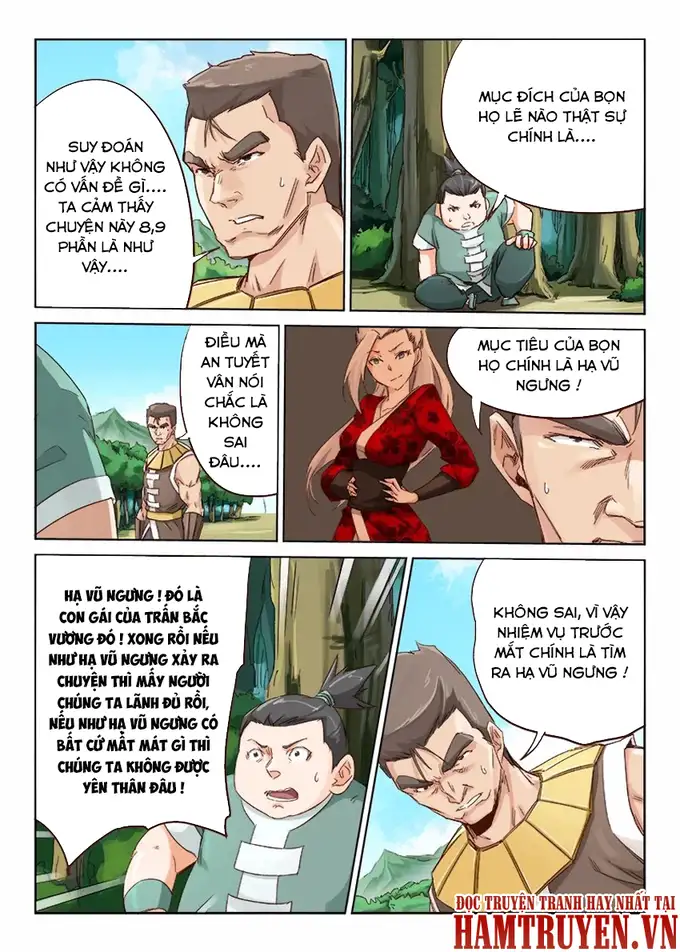 SUY ĐOÁN
NHƯ VẬY KHÔNG
CÓ VẤN ĐỀ GÌ....
TA CẢM THẤY
CHUYỆN NÀY 8,9
PHẦN LÀ NHƯ
VẬY....
MỤC ĐÍCH CỦA BỌN
HỌ LẼ NÀO THẬT SỰ
CHÍNH LÀ....
ĐIỀU MÀ
AN TUYẾT
VÂN NÓI
CHẮC LÀ
KHÔNG
SAI
ĐÂU....
MỤC TIÊU CỦA BỌN
HỌ CHÍNH LÀ HẠ VŨ
NGƯNG !
HẠ VŨ NGƯNG ! ĐÓ LÀ
CON GÁI CỦA TRẤN BẮC
VƯƠNG ĐÓ ! XONG RỒI NẾU
NHƯ HẠ VŨ NGƯNG XẢY RA
CHUYỆN THÌ MẤY NGƯỜI
CHÚNG TA LÃNH ĐỦ RỒI,
NẾU NHƯ HẠ VŨ NGƯNG CÓ
BẤT CỨ MẤT MÁT GÌ THÌ
CHÚNG TA KHÔNG ĐƯỢC
YÊN THÂN ĐÂU !
KHÔNG SAI, VÌ VẬY
NHIỆM VỤ TRƯỚC
MẮT CHÍNH LÀ TÌM
RA HẠ VŨ NGƯNG !
ĐỌC TRUYỆN TRANH HAY NHẤT TẠI
HAMTRUYEN.VN